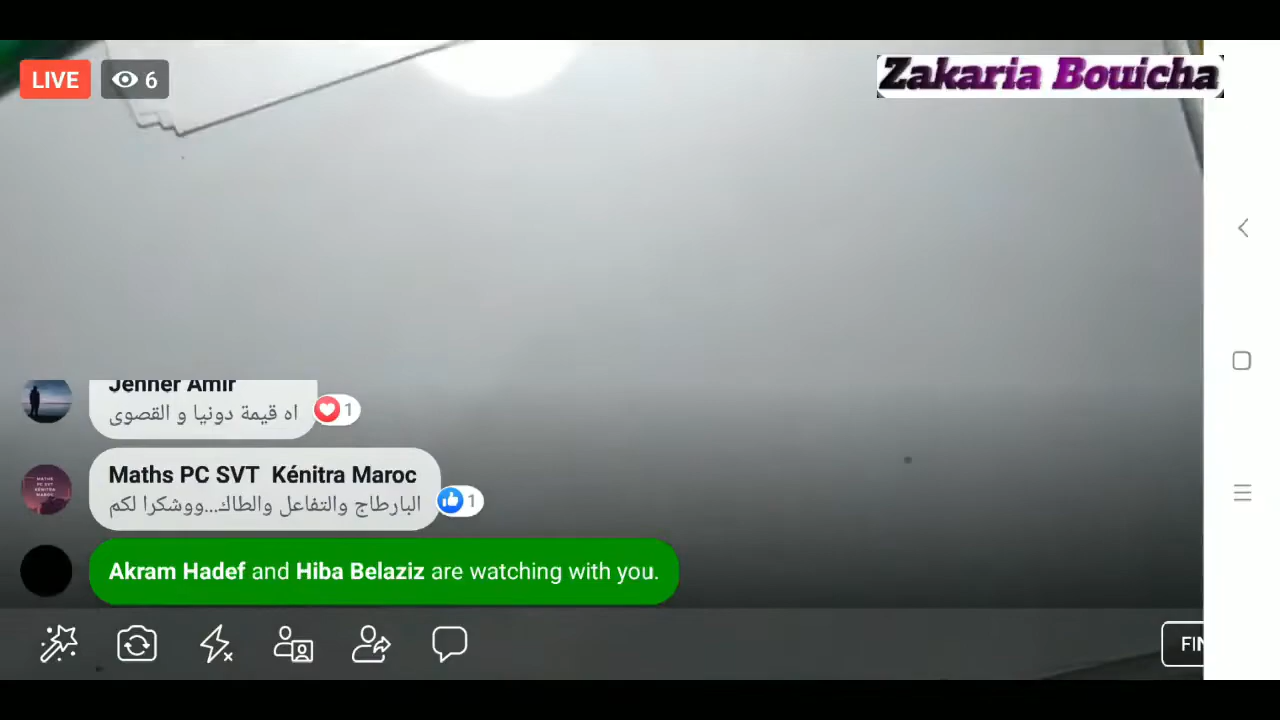 LIVE
6
Zakaria Bouicha
Jenner Amir
اه قيمة دونيا و القصوى
1
Maths PC SVT Kénitra Maroc
البارطاج والتفاعل والطاك...ووشكرا لكم
1
Akram Hadef and Hiba Belaziz are watching with you.
FIN